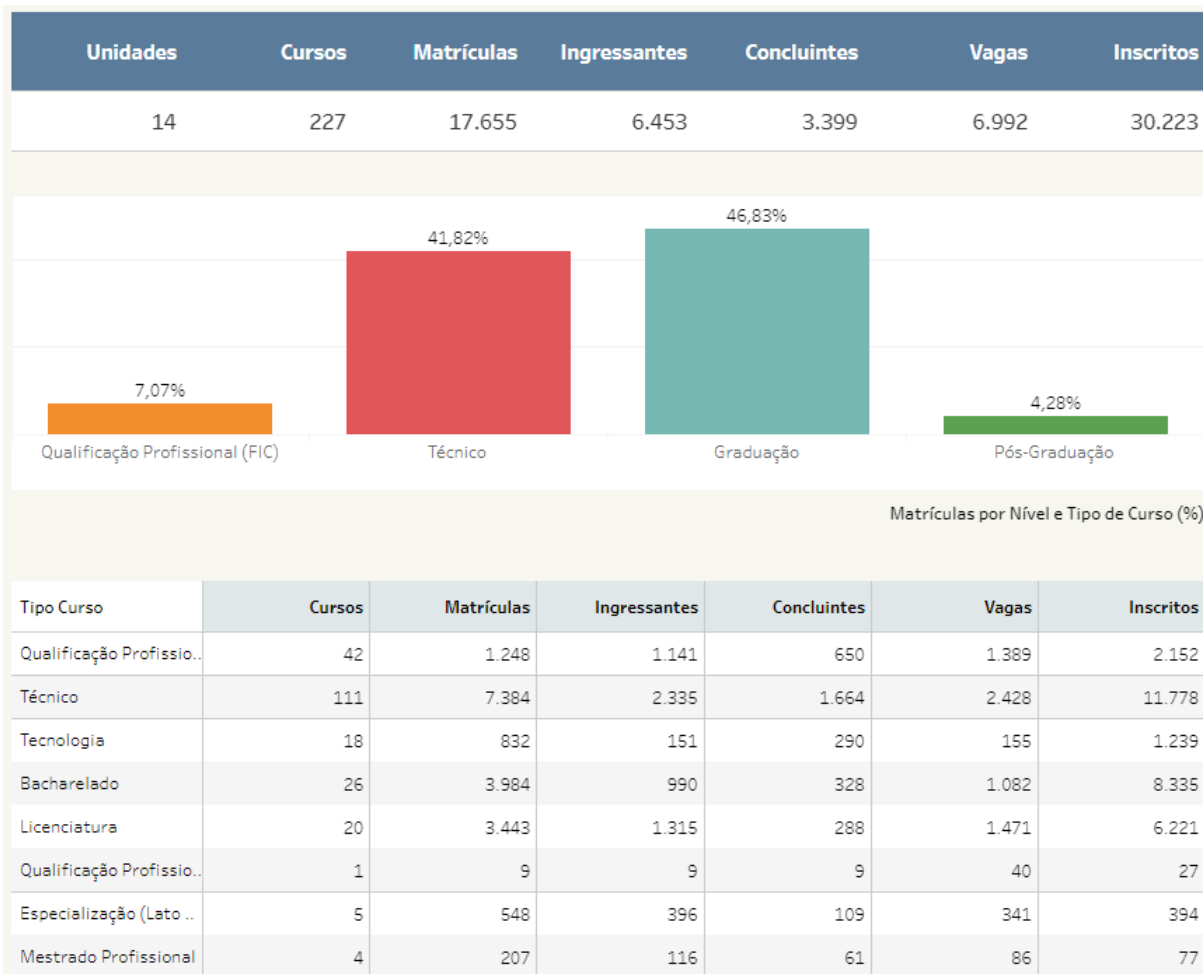 Unidades Cursos Matrículas Ingressantes Concluintes Vagas Inscritos
14 227 17.655 6.453 3.399 6.992 30.223
46,83%
41,82%
7,07%
4,28%
Qualificação Profissional (FIC) Técnico Graduação Pós-Graduação
Matrículas por Nível e Tipo de Curso (%)
Tipo Curso Cursos Matrículas Ingressantes Concluintes Vagas Inscritos
Qualificação Profissio.. 42 1.248 1.141 650 1.389 2.152
Técnico 111 7.384 2.335 1.664 2.428 11.778
Tecnologia 18 832 151 290 155 1.239
Bacharelado 26 3.984 990 328 1.082 8.335
Licenciatura 20 3.443 1.315 288 1.471 6.221
Qualificação Profissio.. 1 9 9 9 40 27
Especialização (Lato .. 5 548 396 109 341 394
Mestrado Profissional 4 207 116 61 86 77